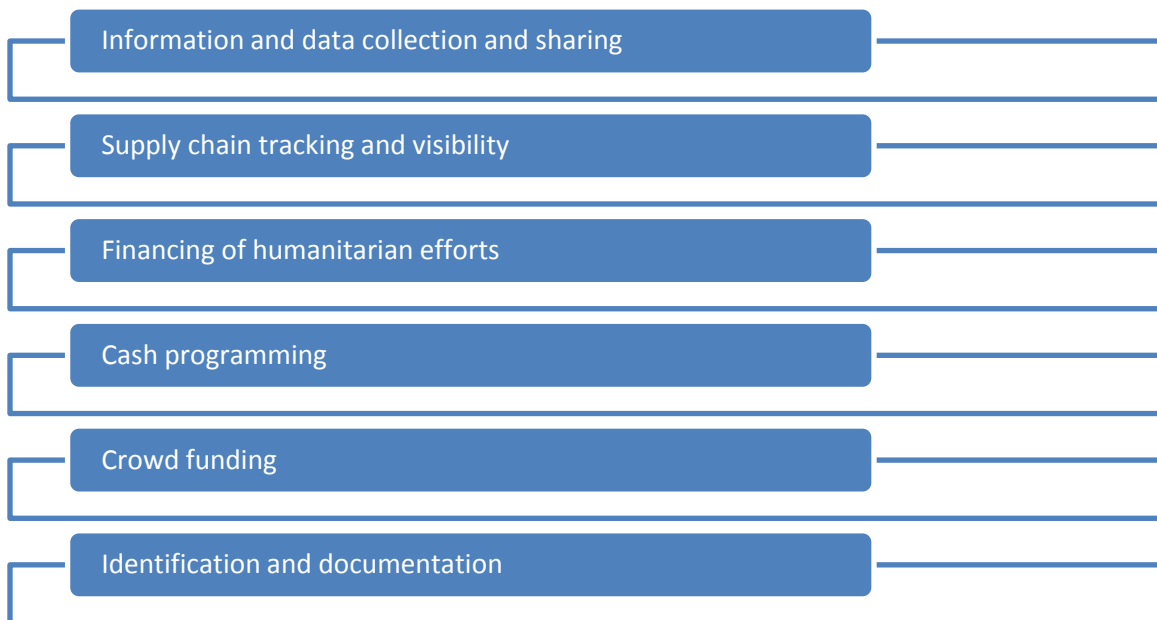 Information and data collection and sharing
Supply chain tracking and visibility
Financing of humanitarian efforts
Cash programming
Crowd funding
Identification and documentation